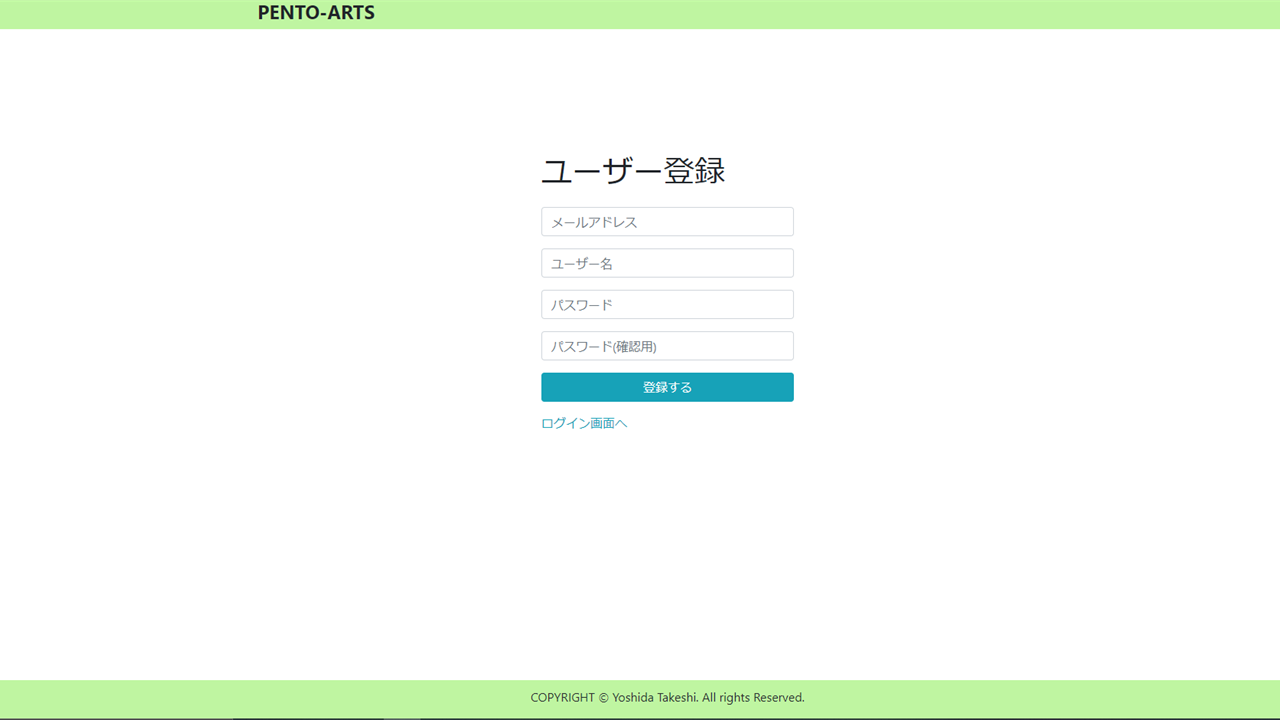 PENTO-ARTS
ユーザー登録
メールアドレス
ユーザー名
パスワード
パスワード(確認用)
登録する
ログイン画面へ
COPYRIGHT © Yoshida Takeshi. All rights Reserved.